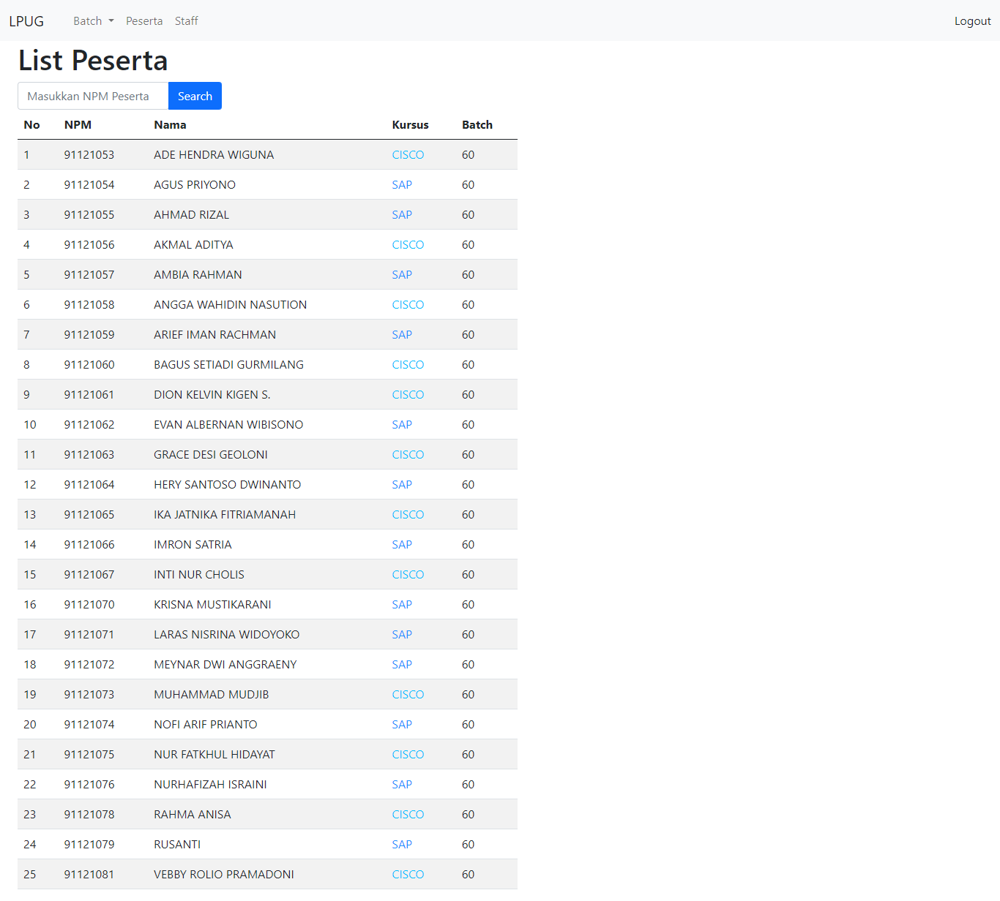 LPUG Batch Peserta Staff Logout
List Peserta
Masukkan NPM Peserta Search
No NPM Nama Kursus Batch
1 91121053 ADE HENDRA WIGUNA CISCO 60
2 91121054 AGUS PRIYONO SAP 60
3 91121055 AHMAD RIZAL SAP 60
4 91121056 AKMAL ADITYA CISCO 60
5 91121057 AMBIA RAHMAN SAP 60
6 91121058 ANGGA WAHIDIN NASUTION CISCO 60
7 91121059 ARIEF IMAN RACHMAN SAP 60
8 91121060 BAGUS SETIADI GURMILANG CISCO 60
9 91121061 DION KELVIN KIGEN S. CISCO 60
10 91121062 EVAN ALBERNAN WIBISONO SAP 60
11 91121063 GRACE DESI GEOLONI CISCO 60
12 91121064 HERY SANTOSO DWINANTO SAP 60
13 91121065 IKA JATNIKA FITRIAMANAH CISCO 60
14 91121066 IMRON SATRIA SAP 60
15 91121067 INTI NUR CHOLIS CISCO 60
16 91121070 KRISNA MUSTIKARANI SAP 60
17 91121071 LARAS NISRINA WIDOYOKO SAP 60
18 91121072 MEYNAR DWI ANGGRAENY SAP 60
19 91121073 MUHAMMAD MUDJIB CISCO 60
20 91121074 NOFI ARIF PRIANTO SAP 60
21 91121075 NUR FATKHUL HIDAYAT CISCO 60
22 91121076 NURHAFIZAH ISRAINI SAP 60
23 91121078 RAHMA ANISA CISCO 60
24 91121079 RUSANTI SAP 60
25 91121081 VEBBY ROLIO PRAMADONI CISCO 60